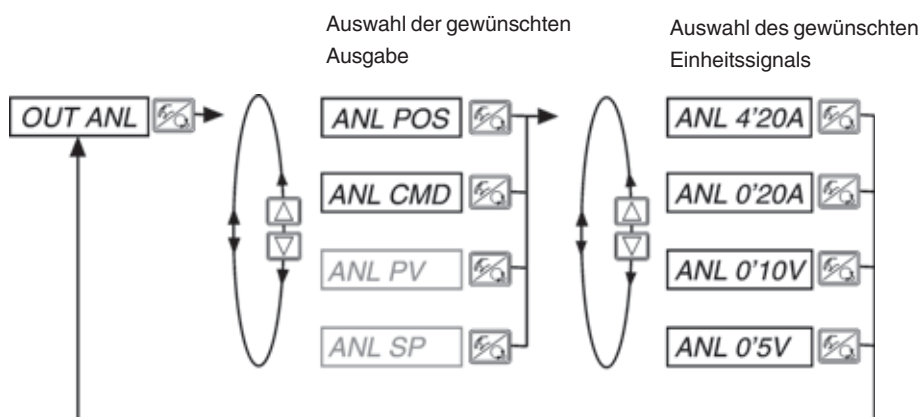 Auswahl der gewünschten
Ausgabe
Auswahl des gewünschten
Einheitssignals
OUT ANL
ANL POS
ANL CMD
ANL PV
ANL SP
ANL 4'20A
ANL 0'20A
ANL 0'10V
ANL 0'5V